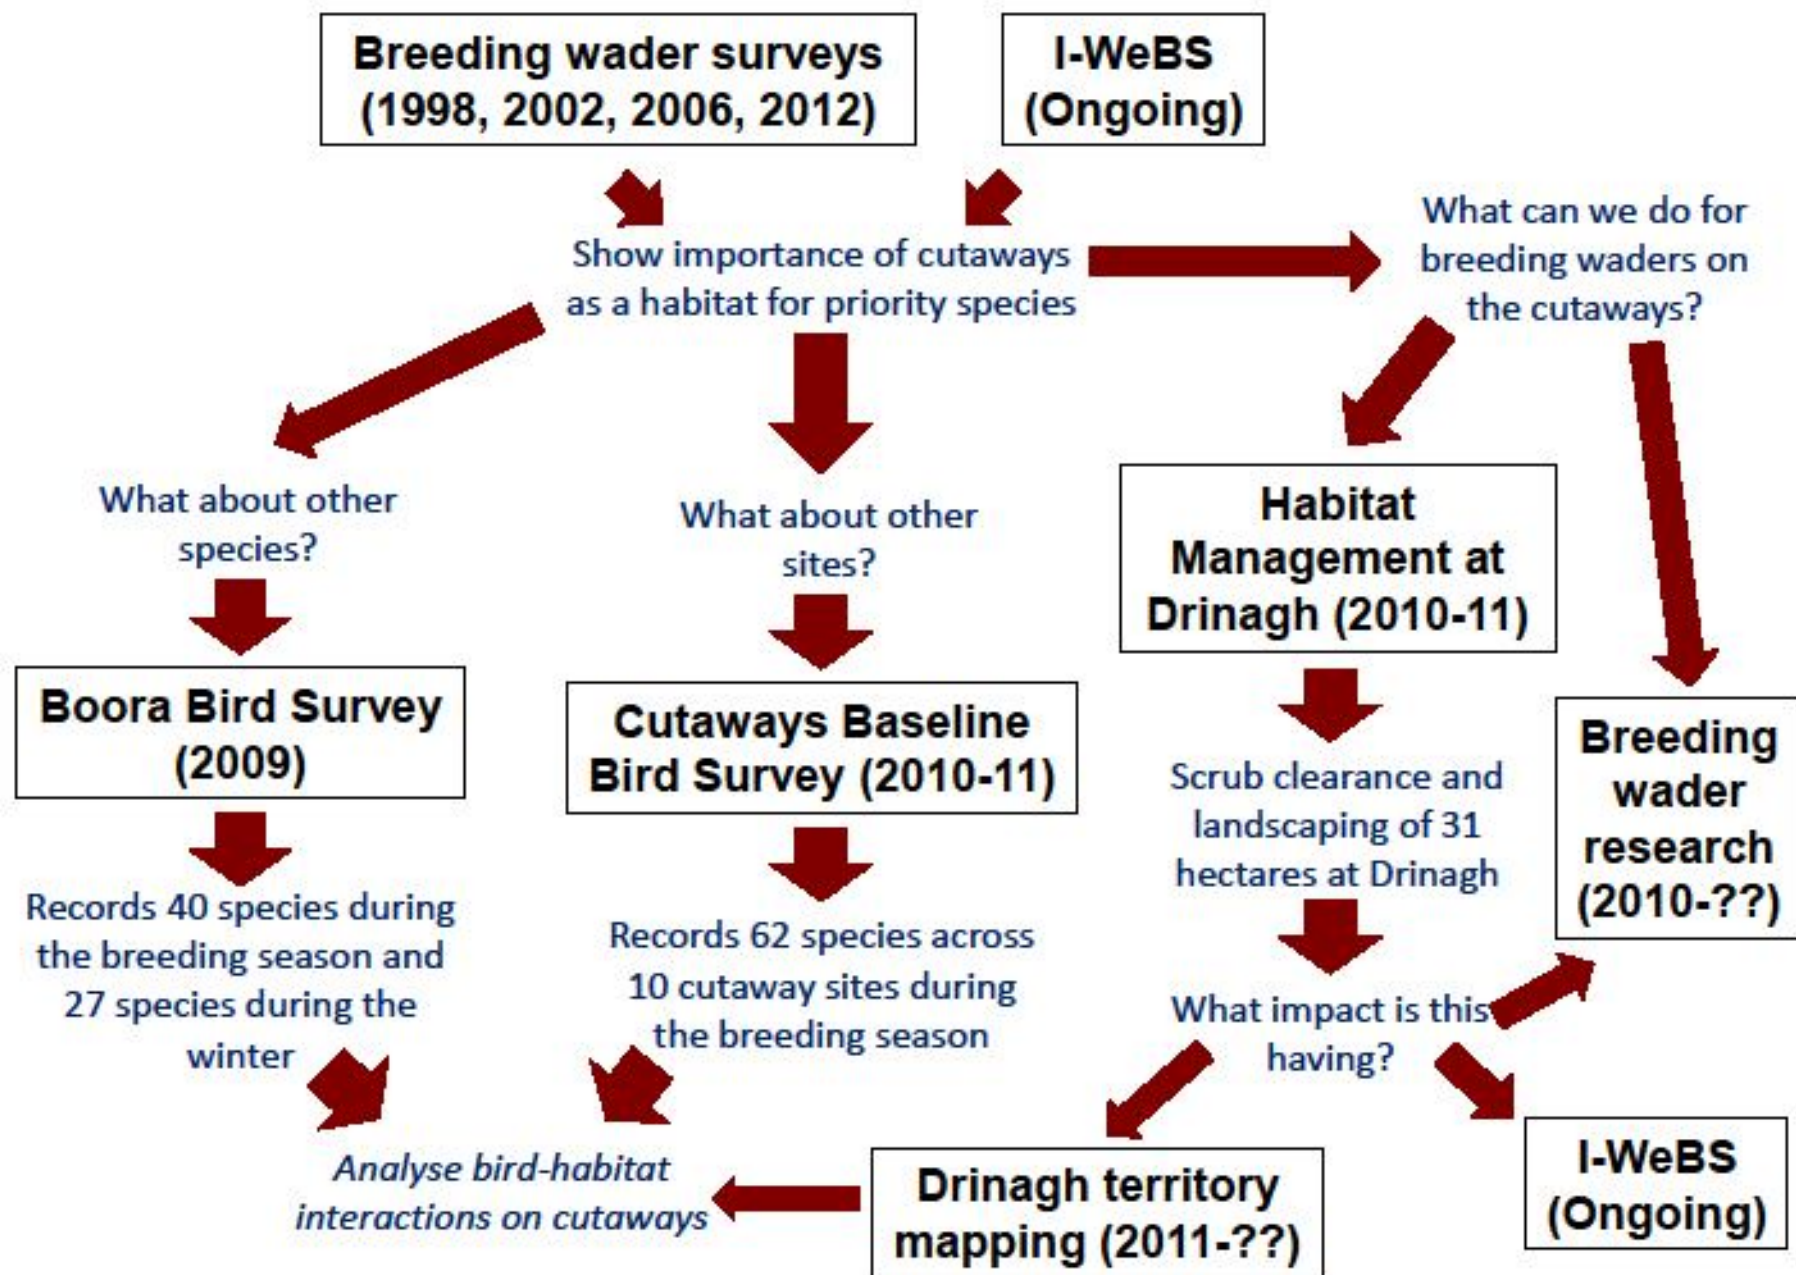 Breeding wader surveys
(1998, 2002, 2006, 2012)
I-WeBS
(Ongoing)
Show importance of cutaways
as a habitat for priority species
What can we do for
breeding waders on
the cutaways?
What about other
species?
What about other
sites?
Habitat
Management at
Drinagh (2010-11)
Boora Bird Survey
(2009)
Cutaways Baseline
Bird Survey (2010-11)
Scrub clearance and
landscaping of 31
hectares at Drinagh
Breeding
wader
research
(2010-??)
Records 40 species during
the breeding season and
27 species during the
winter
Records 62 species across
10 cutaway sites during
the breeding season
What impact is this
having?
Analyse bird-habitat
interactions on cutaways
Drinagh territory
mapping (2011-??)
I-WeBS
(Ongoing)